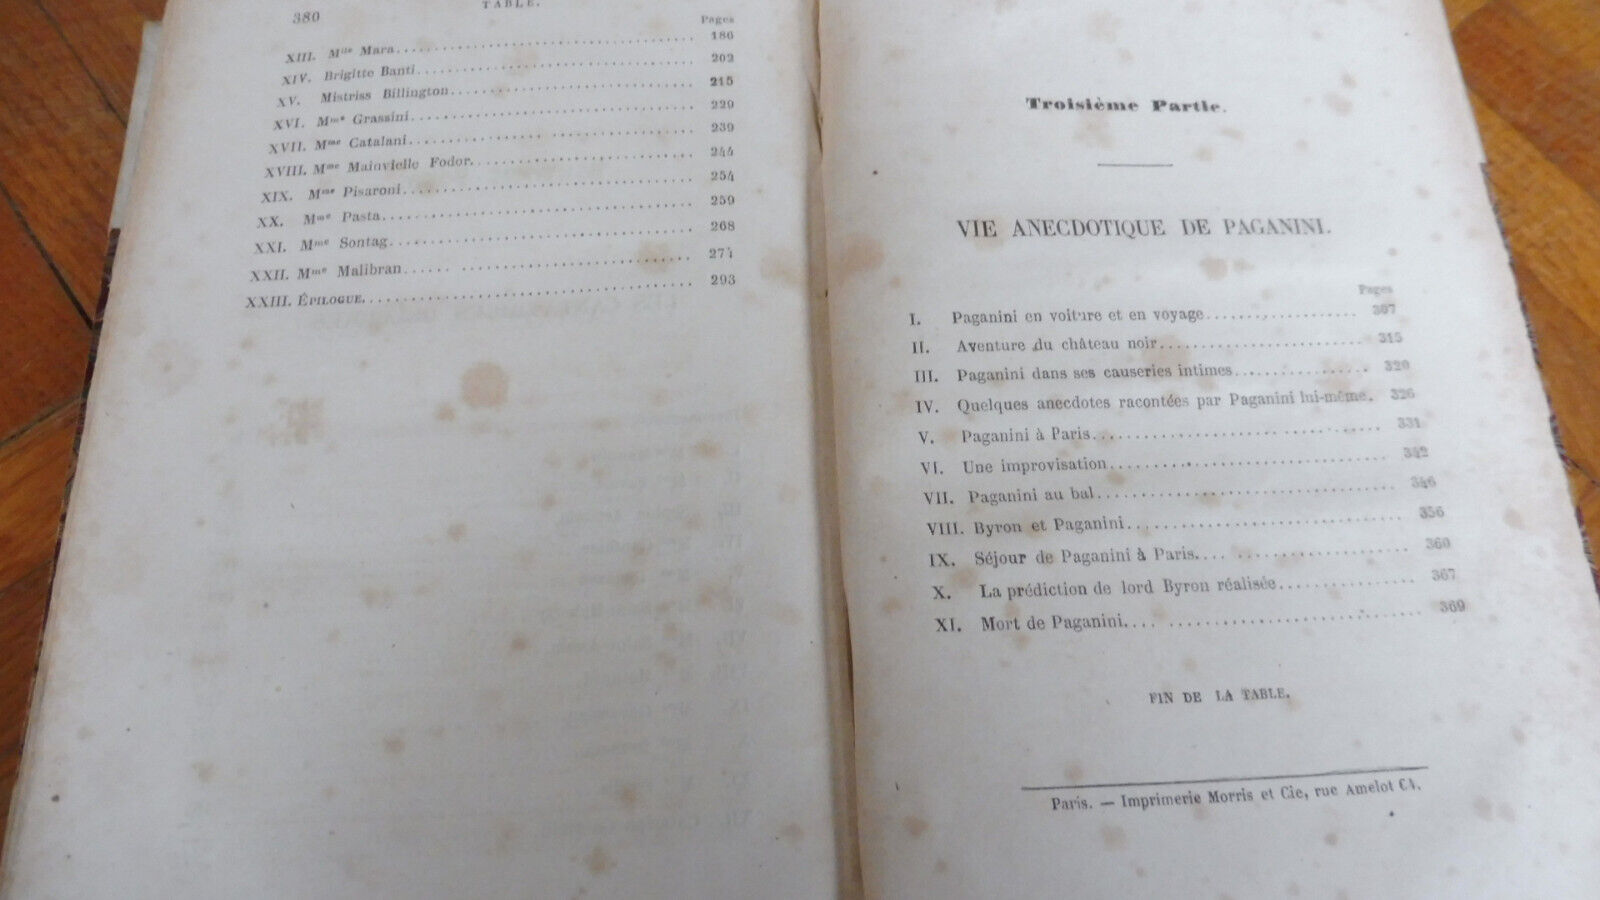 380
TABLE.
Pages
XIII. Mlle Mara........ 186
XIV. Brigitte Banti........ 202
XV. Mistriss Billington........ 215
XVI. Mme Grassini........ 229
XVII. Mme Catalani........ 239
XVIII. Mme Mainvielle Fodor........ 244
XIX. Mme Pisaroni........ 254
XX. Mme Pasta........ 259
XXI. Mme Sontag........ 268
XXII. Mme Malibran........ 274
XXIII. ÉPILOGUE........ 293
Troisième Partie.
VIE ANECDOTIQUE DE PAGANINI.
Pages
I. Paganini en voiture et en voyage........ 307
II. Aventure du château noir........ 315
III. Paganini dans ses causeries intimes........ 320
IV. Quelques anecdotes racontées par Paganini lui-même. 326
V. Paganini à Paris........ 331
VI. Une improvisation........ 342
VII. Paganini au bal........ 346
VIII. Byron et Paganini........ 356
IX. Séjour de Paganini à Paris........ 360
X. La prédiction de lord Byron réalisée........ 367
XI. Mort de Paganini........ 369
FIN DE LA TABLE.
Paris. — Imprimerie Morris et Cie, rue Amelot 64.